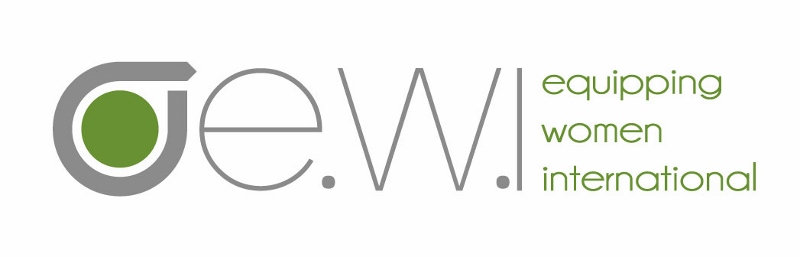 e.w.i
equipping
women
international